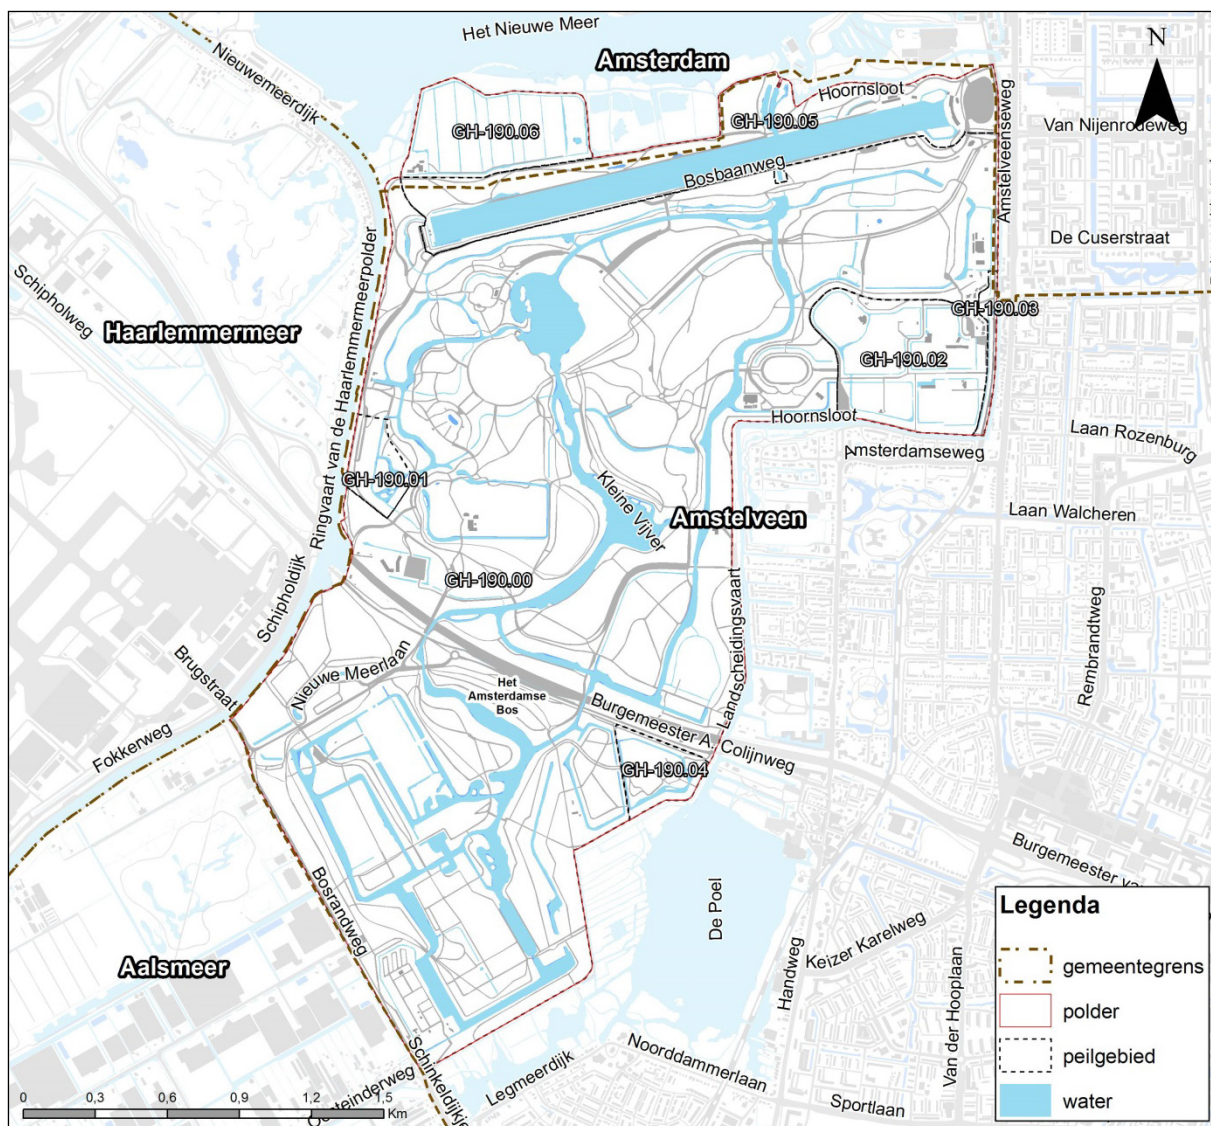 Het Nieuwe Meer
Amsterdam
N
Nieuwemeerdijk
Hoornsloot
GH-190.05
GH-190.06
Van Nijenrodeweg
Amstelveenseweg
Bosbaanweg
De Cuserstraat
Schipholweg
Haarlemmermeer
Ringvaart van de Haarlemmermeerpolder
GH-190.03
GH-190.02
Hoornsloot
Laan Rozenburg
Amsterdamseweg
GH-190.01
Kleine Vijver
Amstelveen
Laan Walcheren
GH-190.00
Schipholdijk
Landscheidingsvaart
Rembrandtweg
Nieuwe Meerlaan
Brugstraat
Het
Amsterdamse
Bos
Burgemeester A. Colijnweg
Fokkerweg
GH-190.04
Burgemeester va
De Poel
Bosrandweg
Aalsmeer
Keizer Karelweg
Handweg
Van der Hooplaan
Noorddammerlaan
Legmeerdijk
Schinkeldijkje
Oosteinderweg
Sportlaan
0 0,3 0,6 0,9 1,2 1,5
Km
Legenda
gemeentegrens
polder
peilgebied
water